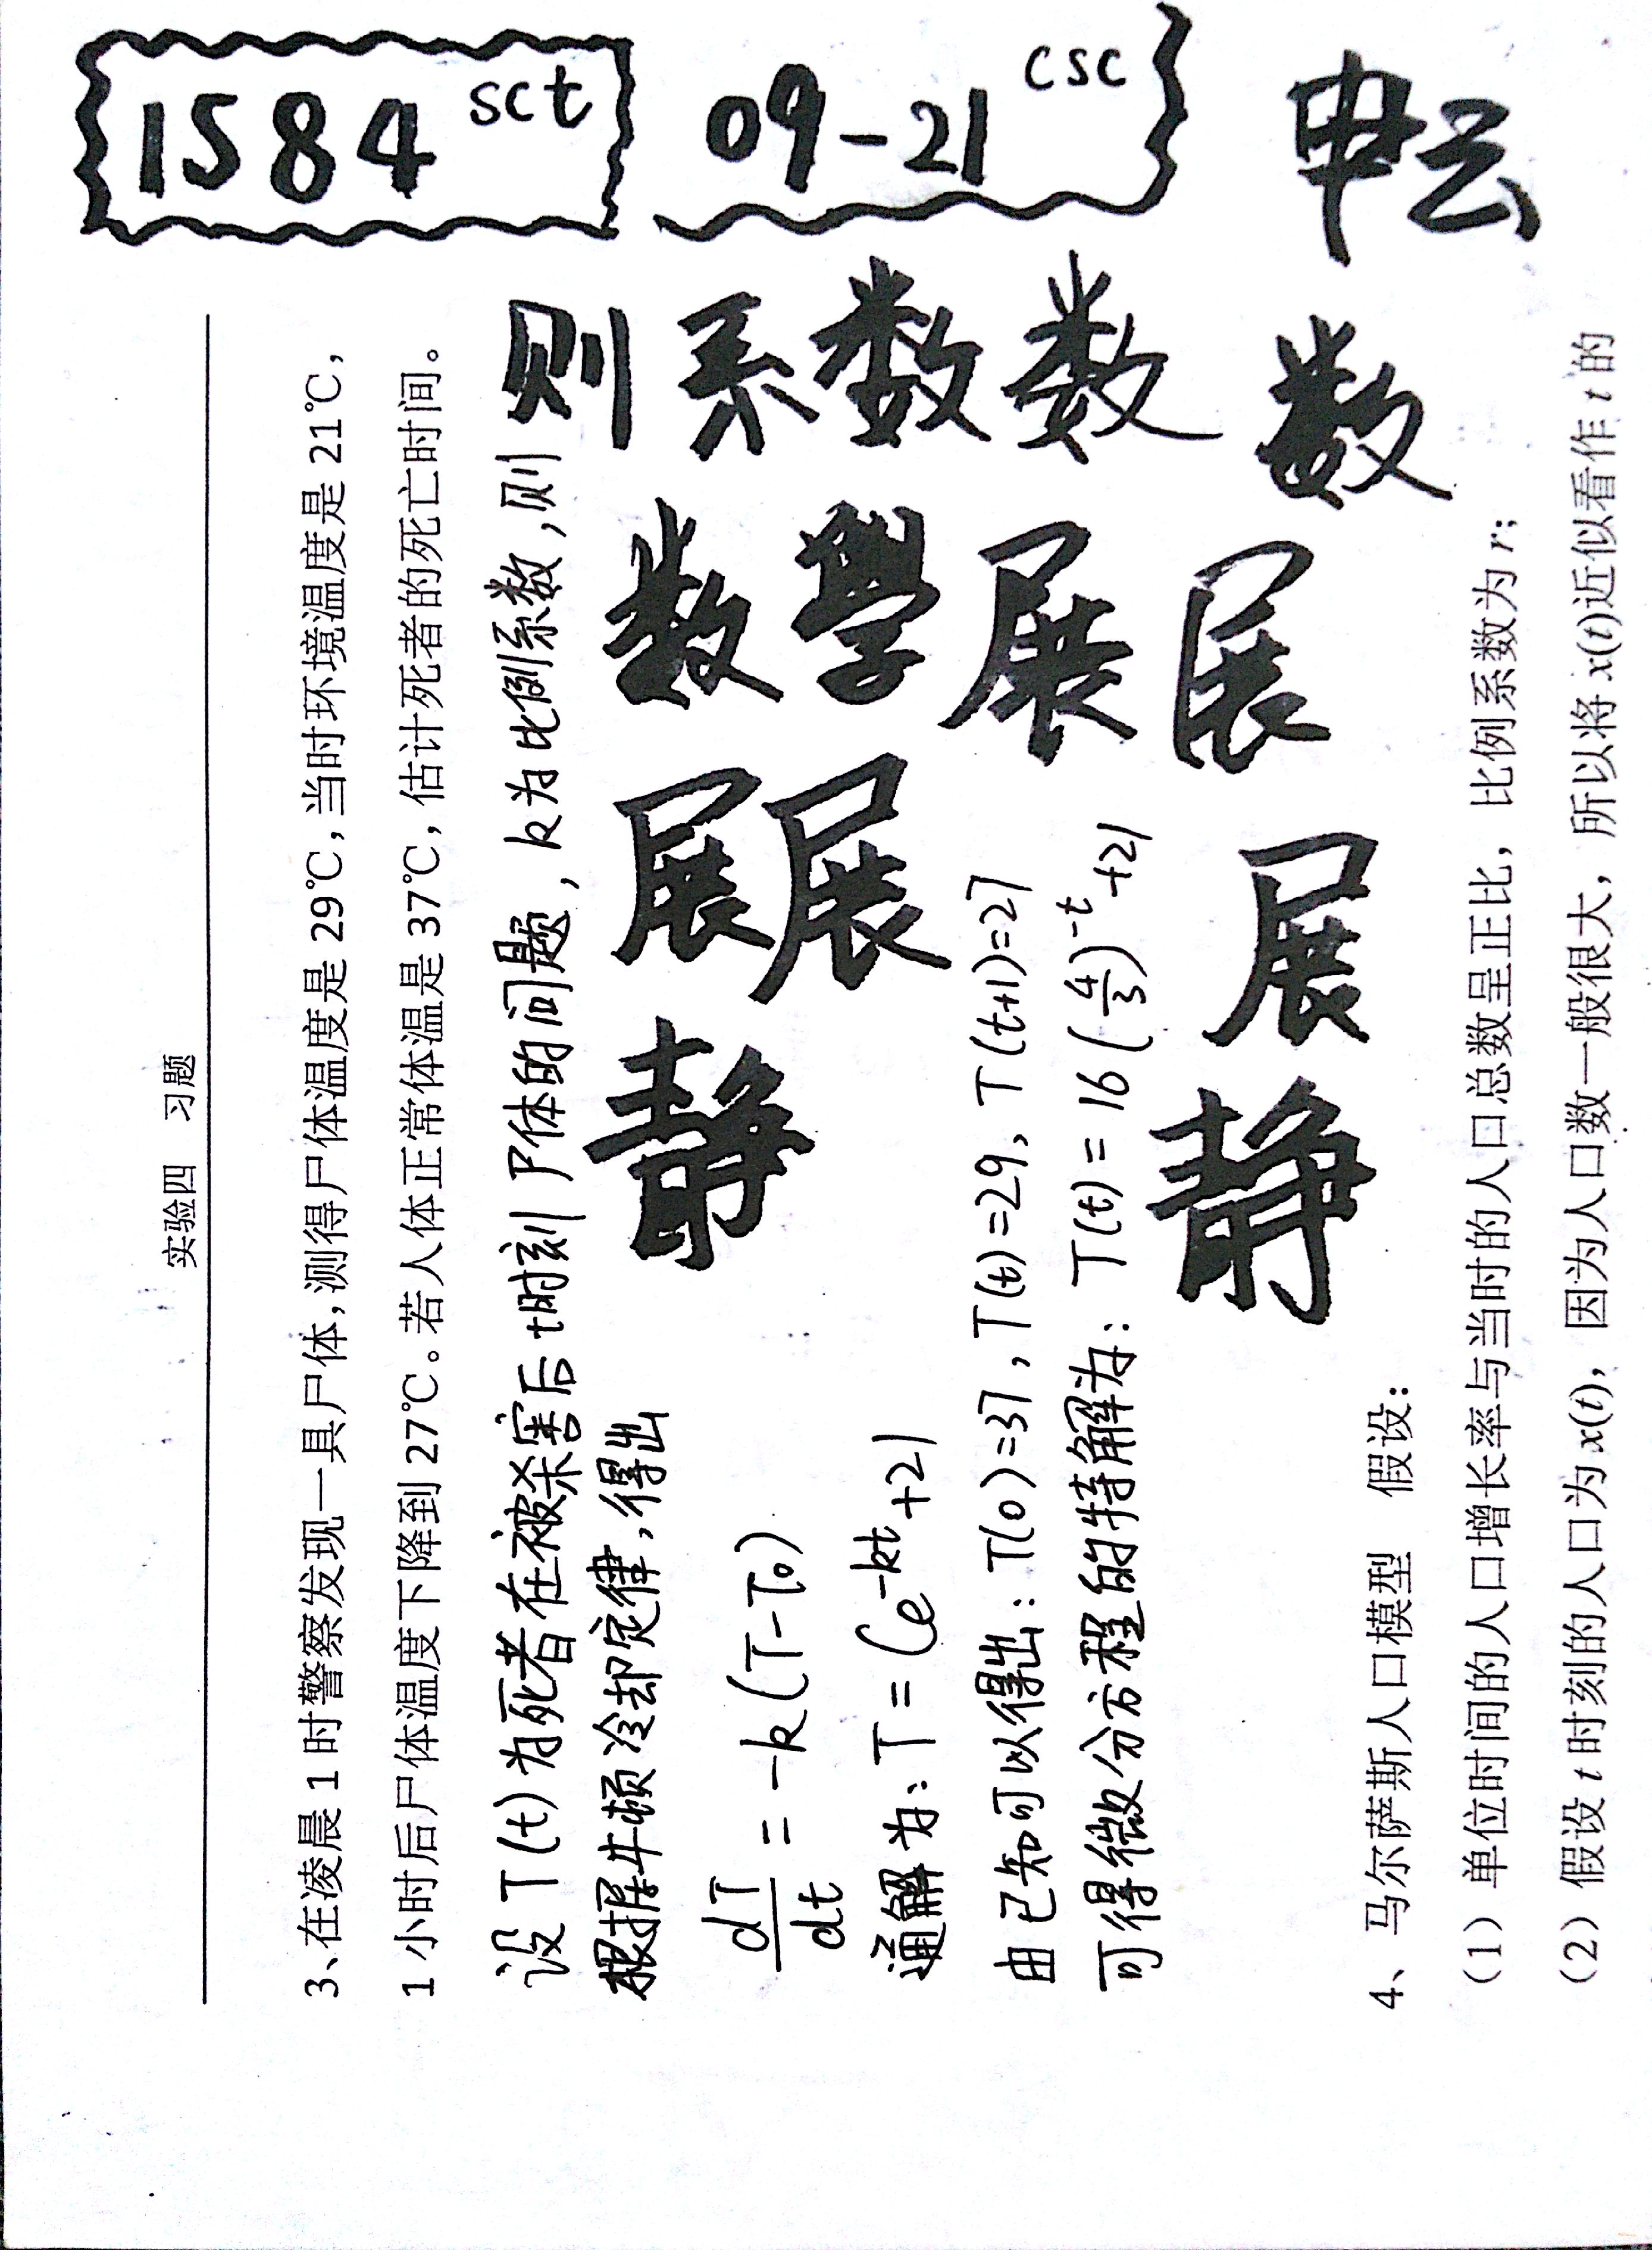 1584 sct
09-21 csc
实验四 习题
3、在凌晨 1 时警察发现一具尸体,测得尸体温度是 29℃,当时环境温度是 21℃,
1 小时后尸体温度下降到 27℃。若人体正常体温是 37℃, 估计死者的死亡时间。
设T(t)为死者在被杀害后t时刻尸体的问题, k为比例系数,则
根据牛顿冷却定律,得出
dT/dt = -k(T-T₀)
通解为: T = Ce^-kt +21
由已知可以得出: T(0)=37, T(t)=29, T(t+1)=27
可得微分方程的特解为: T(t) = 16(4/3)^-t +21
系
数
数
数
数
學
展
展
展
展
展
静
静
4、马尔萨斯人口模型 假设:
(1) 单位时间的人口增长率与当时的人口总数呈正比, 比例系数为 r;
(2) 假设 t 时刻的人口为 x(t), 因为人口数一般很大, 所以将 x(t)近似看作 t 的